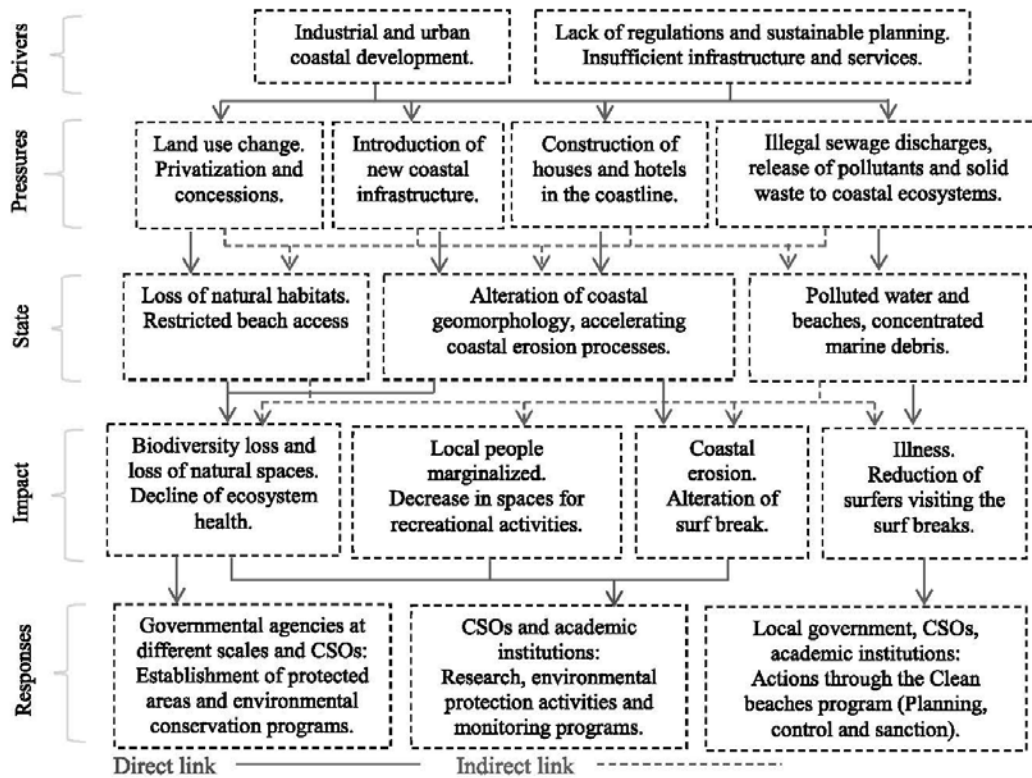 Drivers
Industrial and urban
coastal development.
Lack of regulations and sustainable planning.
Insufficient infrastructure and services.
Pressures
Land use change.
Privatization and
concessions.
Introduction of
new coastal
infrastructure.
Construction of
houses and hotels
in the coastline.
Illegal sewage discharges,
release of pollutants and solid
waste to coastal ecosystems.
State
Loss of natural habitats.
Restricted beach access
Alteration of coastal
geomorphology, accelerating
coastal erosion processes.
Polluted water and
beaches, concentrated
marine debris.
Impact
Biodiversity loss and
loss of natural spaces.
Decline of ecosystem
health.
Local people
marginalized.
Decrease in spaces for
recreational activities.
Coastal
erosion.
Alteration of
surf break.
Illness.
Reduction of
surfers visiting the
surf breaks.
Responses
Governmental agencies at
different scales and CSOs:
Establishment of protected
areas and environmental
conservation programs.
CSOs and academic
institutions:
Research, environmental
protection activities and
monitoring programs.
Local government, CSOs,
academic institutions:
Actions through the Clean
beaches program (Planning,
control and sanction).
Direct link
Indirect link